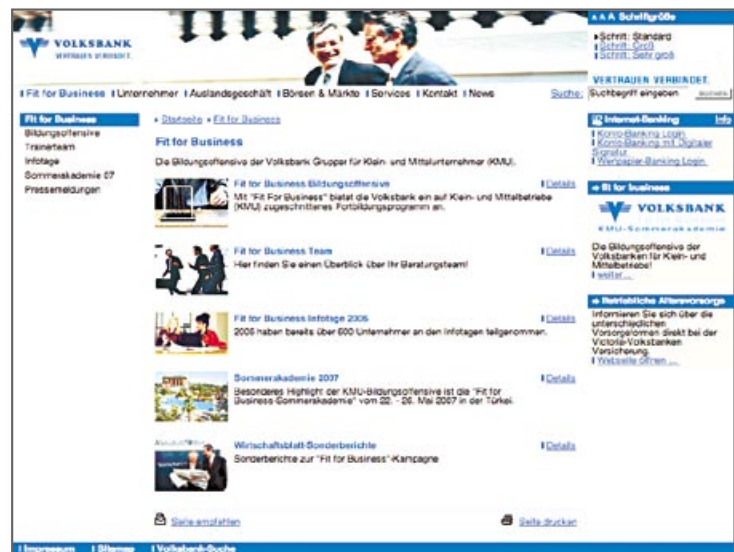 VOLKSBANK
VERTRAUEN VERBINDET.
AAA Schriftgröße
Schrift: Standard
Schrift: Groß
Schrift: Sehr groß
VERTRAUEN VERBINDET.
Fit for Business Unternehmer Auslandsgeschäft Börsen & Märkte Services Kontakt News
Suche: Suchbegriff eingeben
Fit for Business
Bildungsoffensive
Trainerteam
Infotage
Sommerakademie 07
Pressemeldungen
Startseite Fit for Business
Fit for Business
Die Bildungsoffensive der Volksbank Gruppe für Klein- und Mittelunternehmer (KMU).
Fit for Business Bildungsoffensive
Details
Mit "Fit For Business" bietet die Volksbank ein auf Klein- und Mittelbetriebe
(KMU) zugeschnittenes Fortbildungsprogramm an.
Fit for Business Team
Details
Hier finden Sie einen Überblick über Ihr Beratungsteam!
Fit for Business Infotage 2006
Details
2006 haben bereits über 600 Unternehmer an den Infotagen teilgenommen.
Sommerakademie 2007
Details
Besonderes Highlight der KMU-Bildungsoffensive ist die "Fit for
Business-Sommerakademie" vom 22. - 26. Mai 2007 in der Türkei.
Wirtschaftsblatt-Sonderberichte
Details
Sonderberichte zur "Fit for Business"-Kampagne
Seite empfehlen
Seite drucken
Internet-Banking Info
Konto-Banking Login
Konto-Banking mit Digitaler
Signatur
Wertpapier-Banking Login
fit for business
VOLKSBANK
KMU-Sommerakademie
Die Bildungsoffensive der
Volksbanken für Klein- und
Mittelbetriebe!
weiter...
Betriebliche Altersvorsorge
Informieren Sie sich über die
unterschiedlichen
Vorsorgeformen direkt bei der
Victoria-Volksbanken
Versicherung.
Webseite öffnen ...
Impressum Sitemap Volksbank-Suche